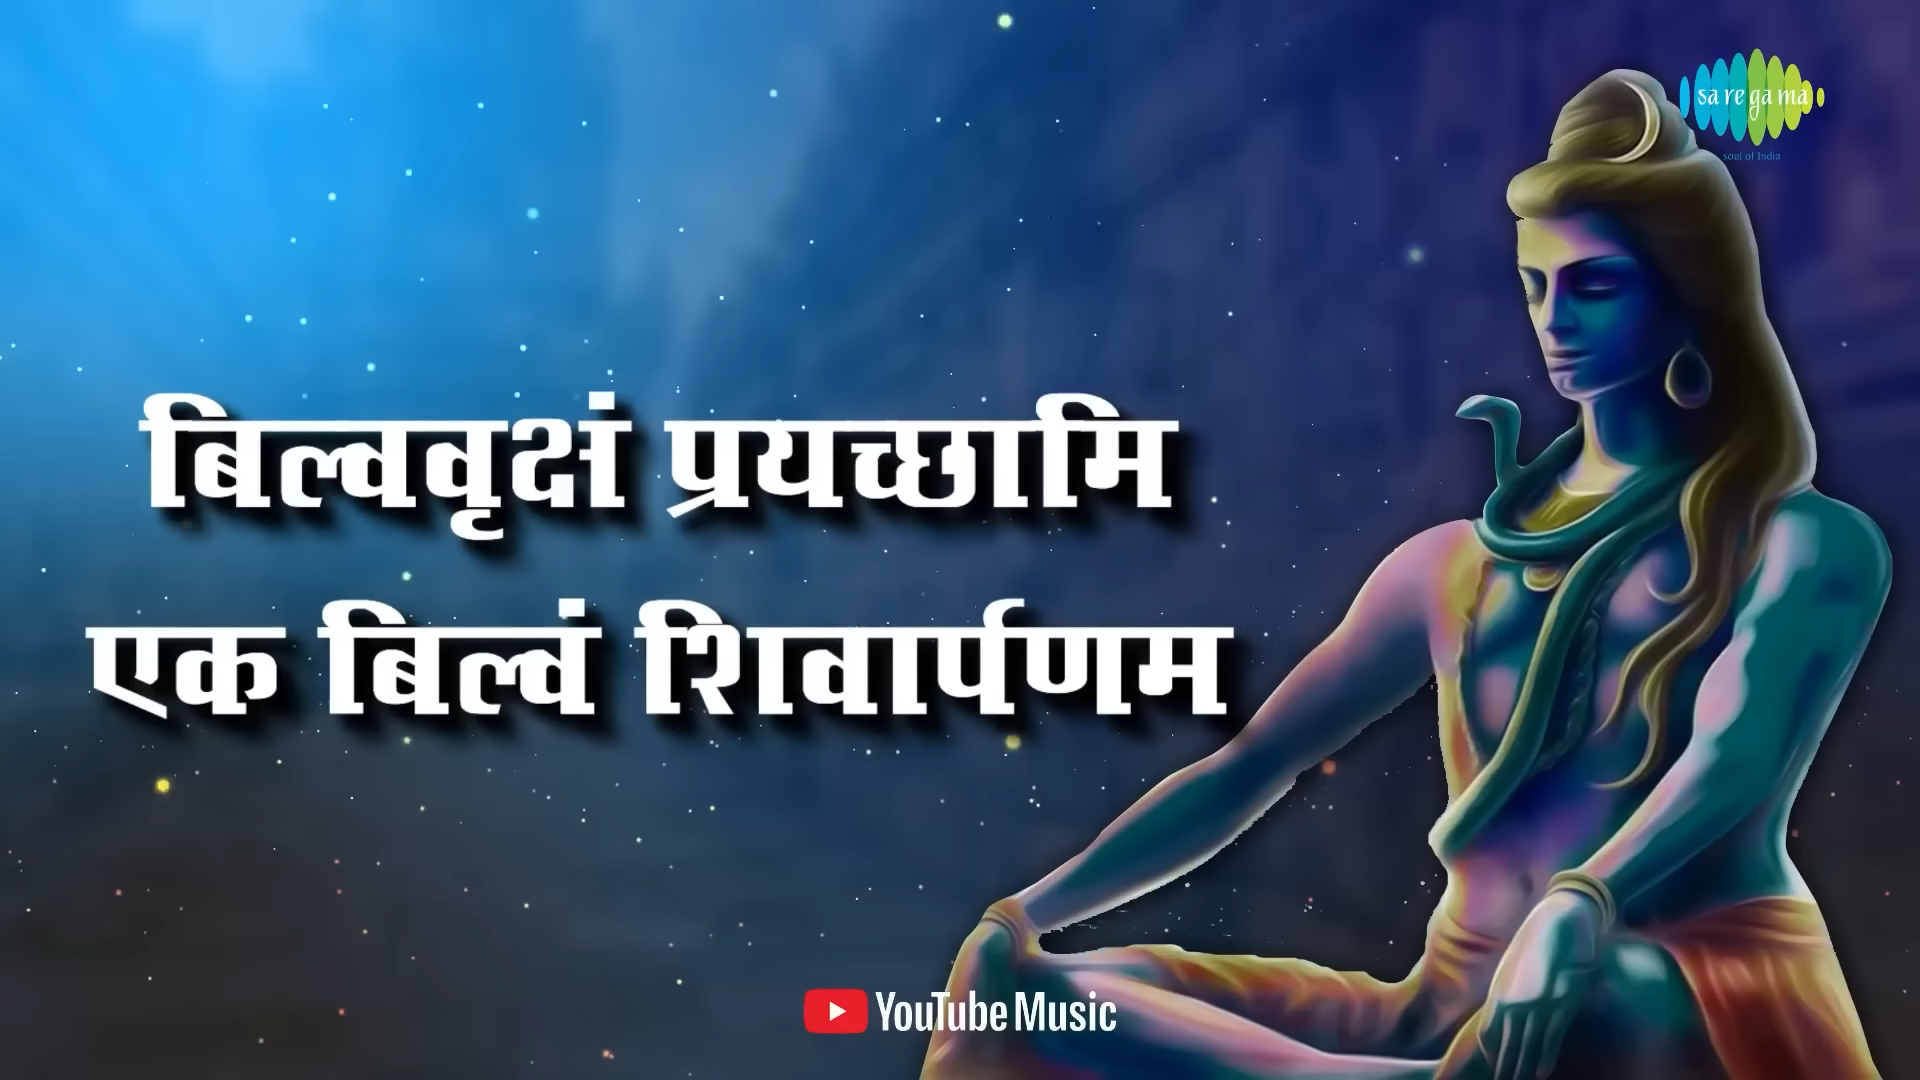 sa re ga ma
soul of India
बिल्ववृक्षं प्रयच्छामि
एक बिल्वं शिवार्पणम
YouTube Music